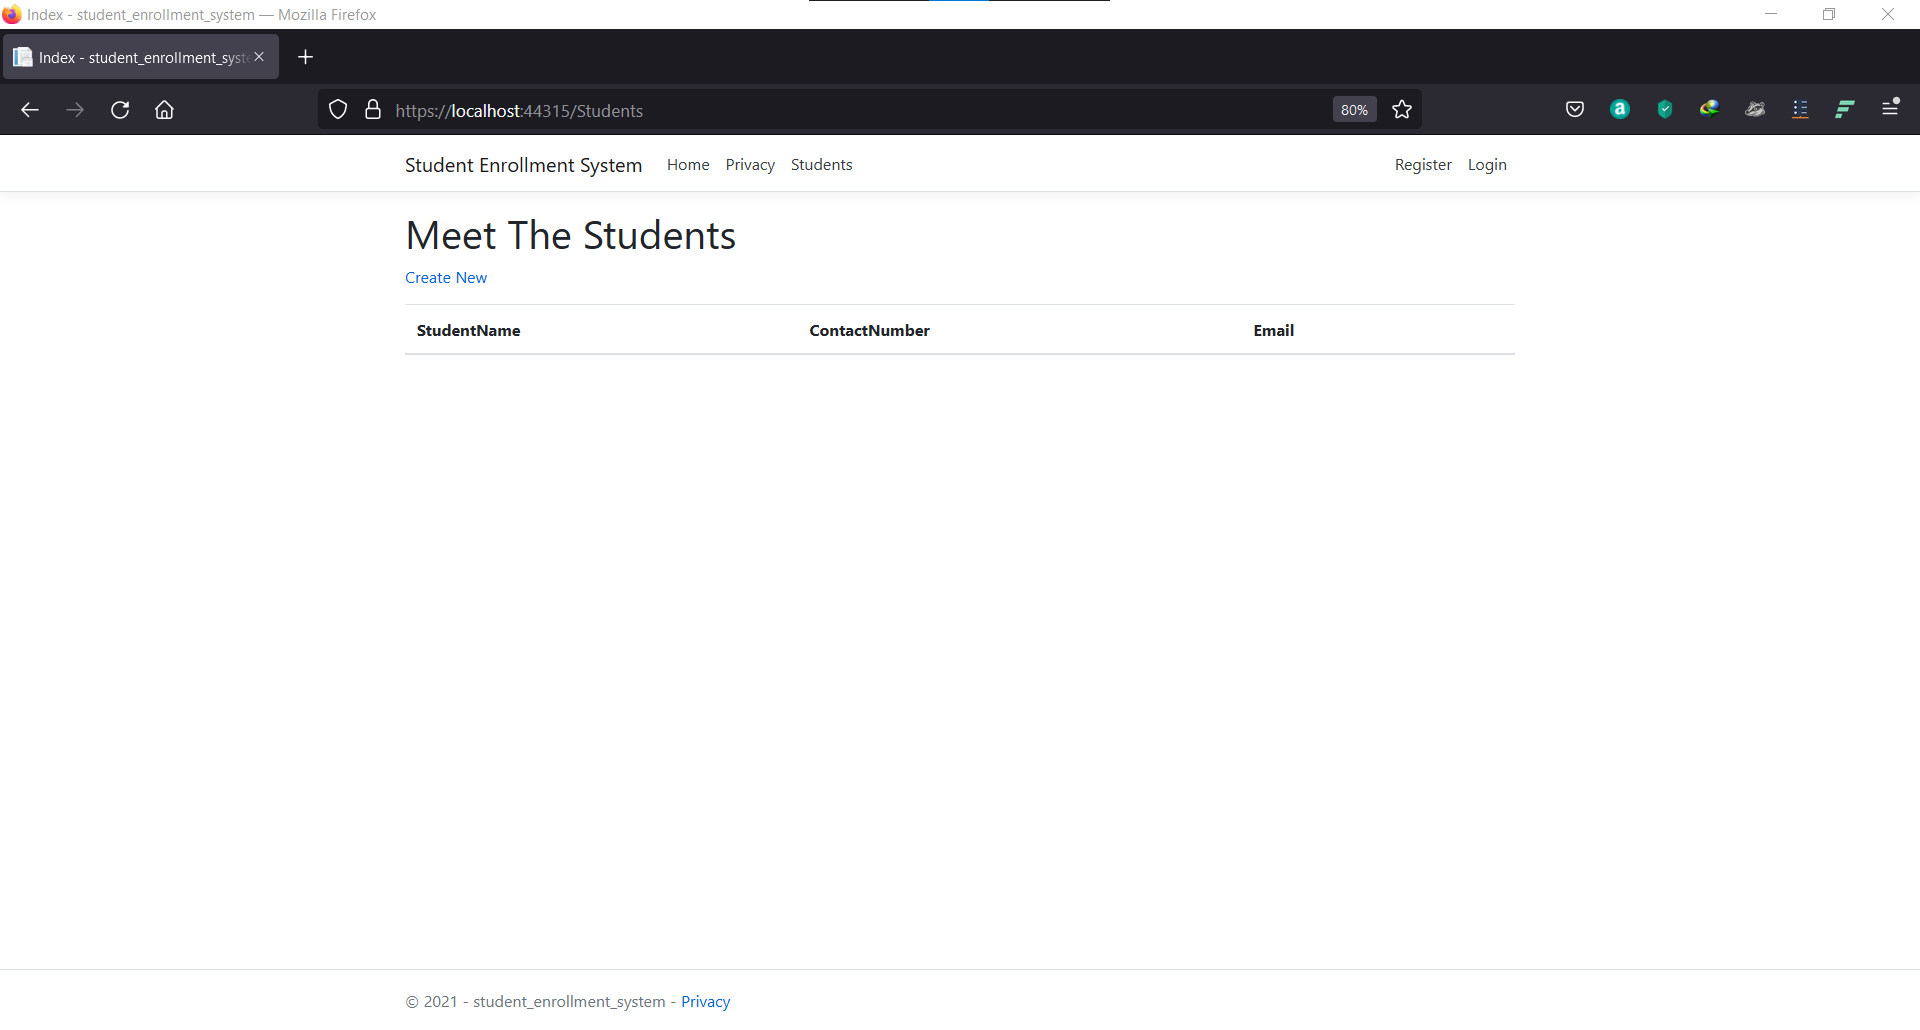 Index - student_enrollment_system — Mozilla Firefox
Index - student_enrollment_syste
https://localhost:44315/Students
80%
a
Student Enrollment System Home Privacy Students Register Login
Meet The Students
Create New
StudentName ContactNumber Email
© 2021 - student_enrollment_system - Privacy